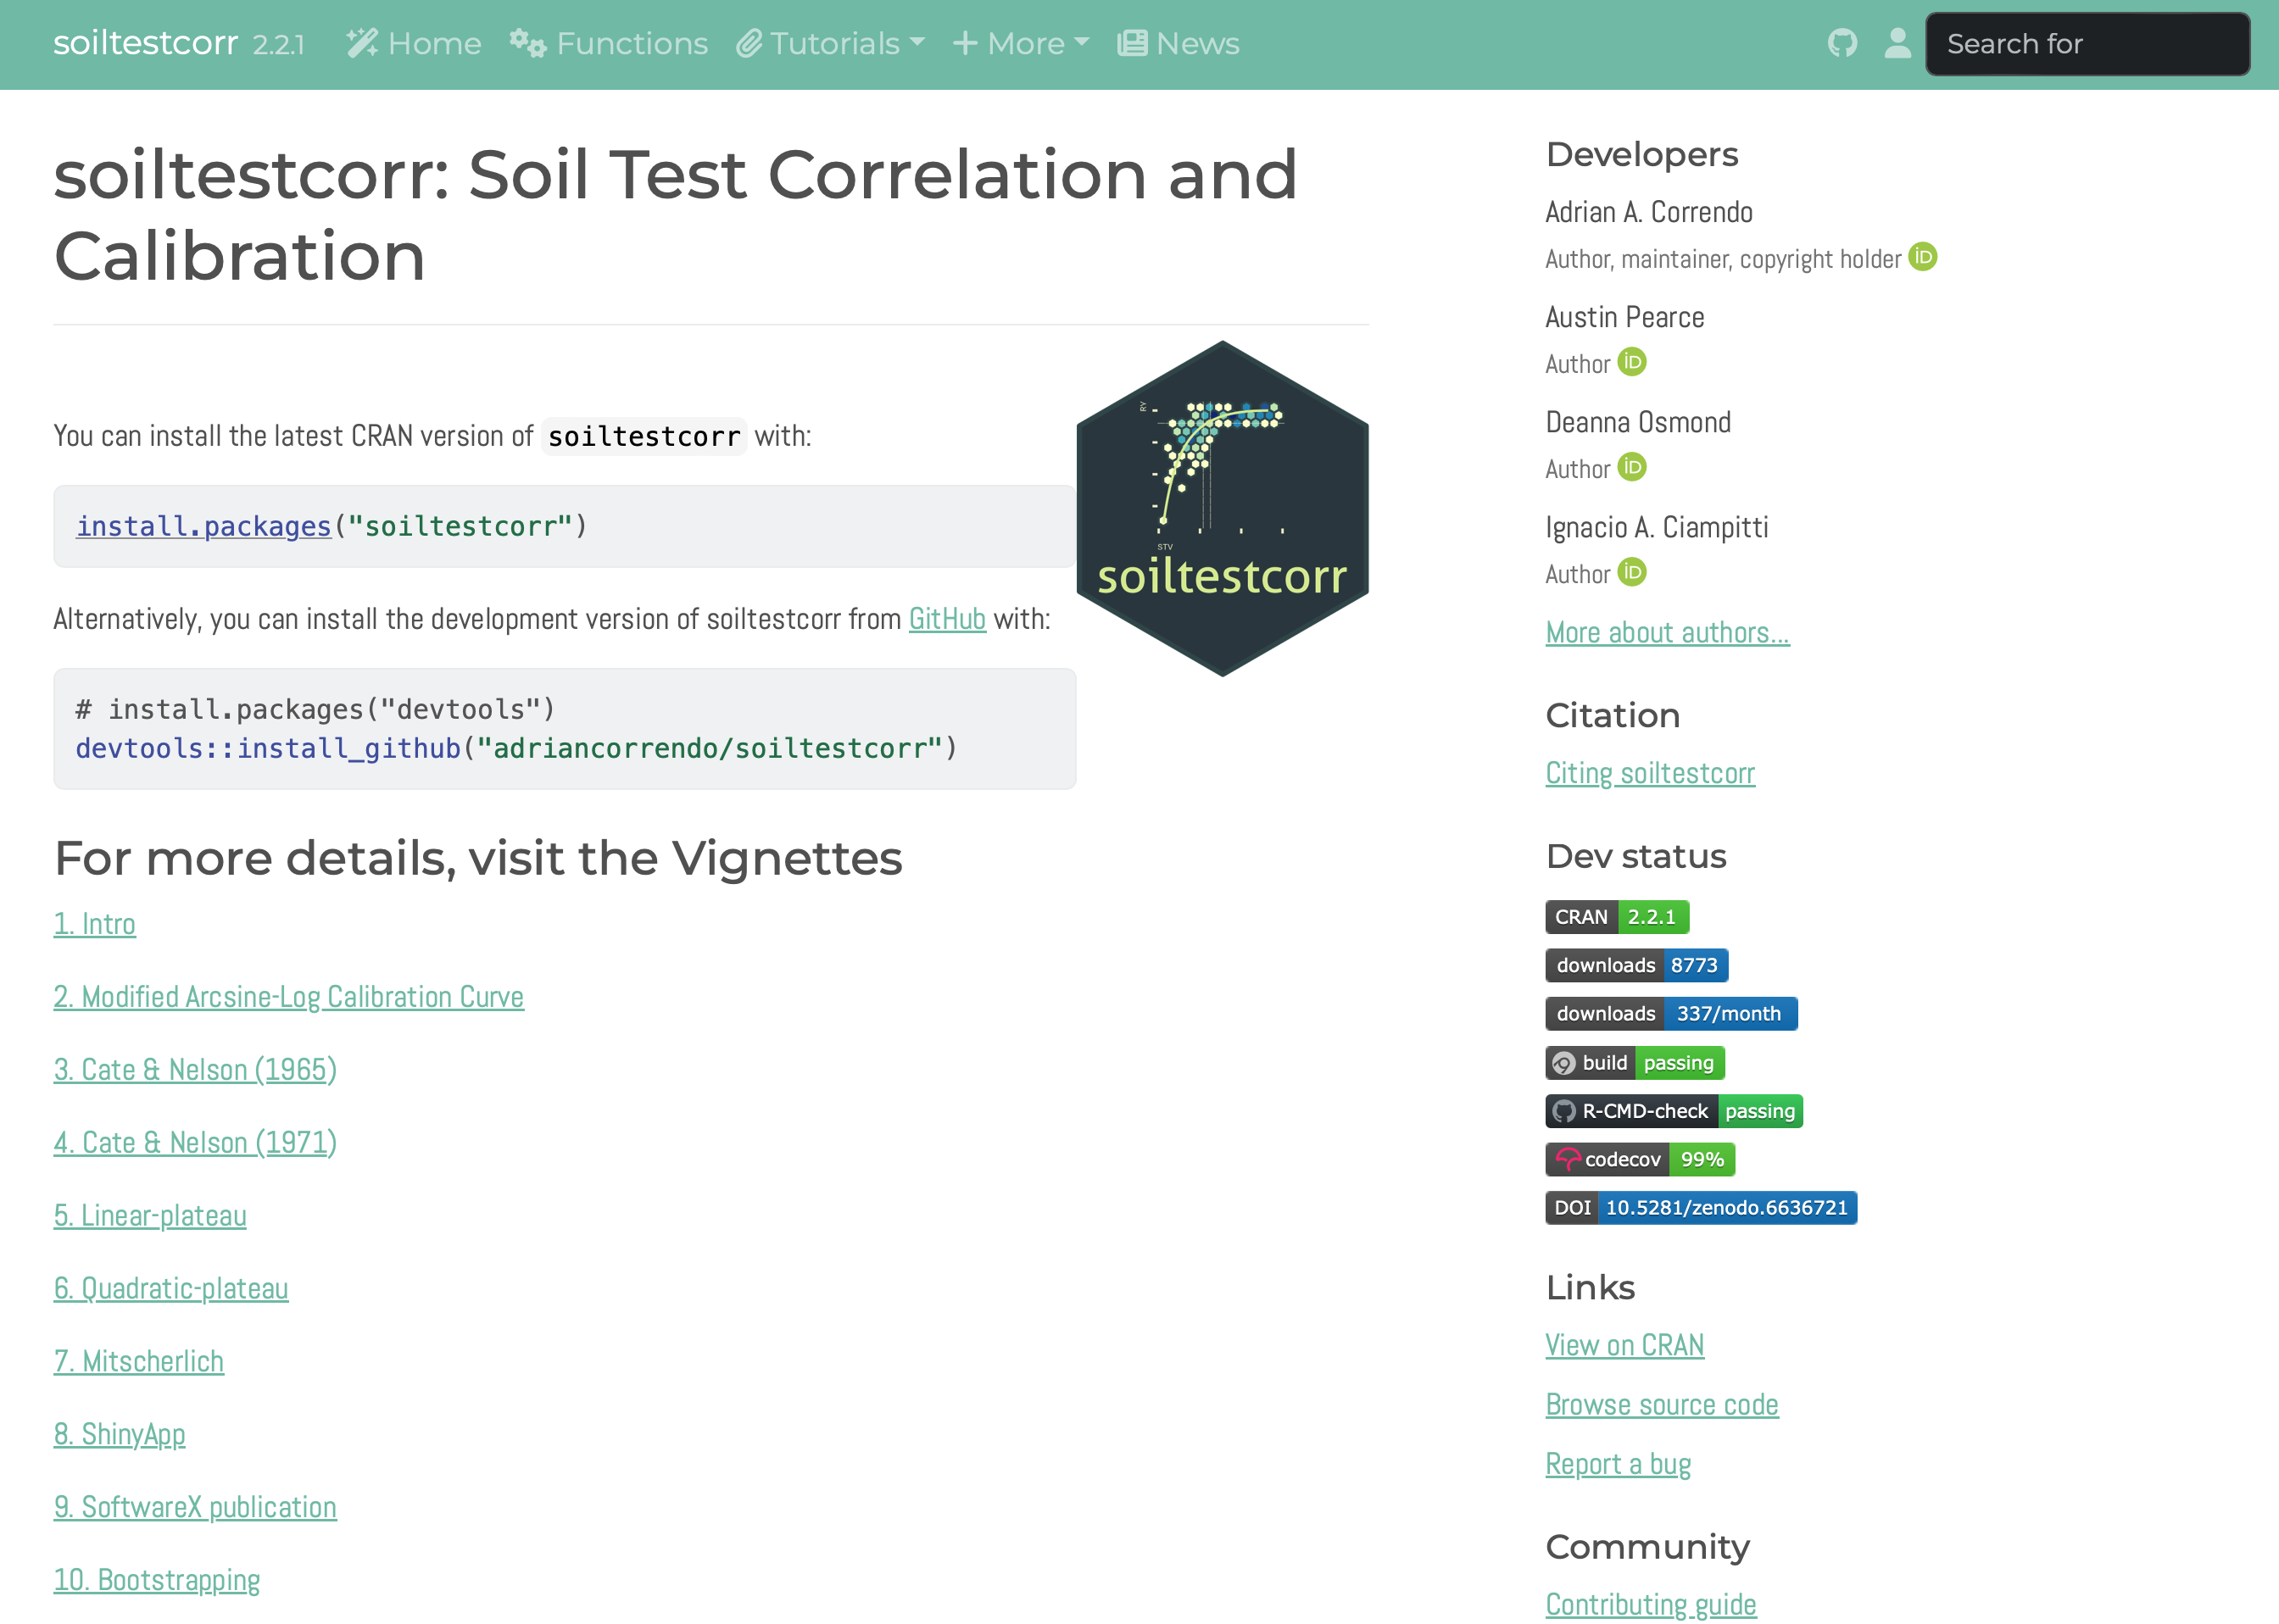 soiltestcorr 2.2.1 Home Functions Tutorials More News Search for
soiltestcorr: Soil Test Correlation and
Calibration
You can install the latest CRAN version of soiltestcorr with:
install.packages("soiltestcorr")
Alternatively, you can install the development version of soiltestcorr from GitHub with:
# install.packages("devtools")
devtools::install_github("adriancorrendo/soiltestcorr")
RY
STV
soiltestcorr
For more details, visit the Vignettes
1. Intro
2. Modified Arcsine-Log Calibration Curve
3. Cate & Nelson (1965)
4. Cate & Nelson (1971)
5. Linear-plateau
6. Quadratic-plateau
7. Mitscherlich
8. ShinyApp
9. SoftwareX publication
10. Bootstrapping
Developers
Adrian A. Correndo
Author, maintainer, copyright holder iD
Austin Pearce
Author iD
Deanna Osmond
Author iD
Ignacio A. Ciampitti
Author iD
More about authors...
Citation
Citing soiltestcorr
Dev status
CRAN 2.2.1
downloads 8773
downloads 337/month
build passing
R-CMD-check passing
codecov 99%
DOI 10.5281/zenodo.6636721
Links
View on CRAN
Browse source code
Report a bug
Community
Contributing guide